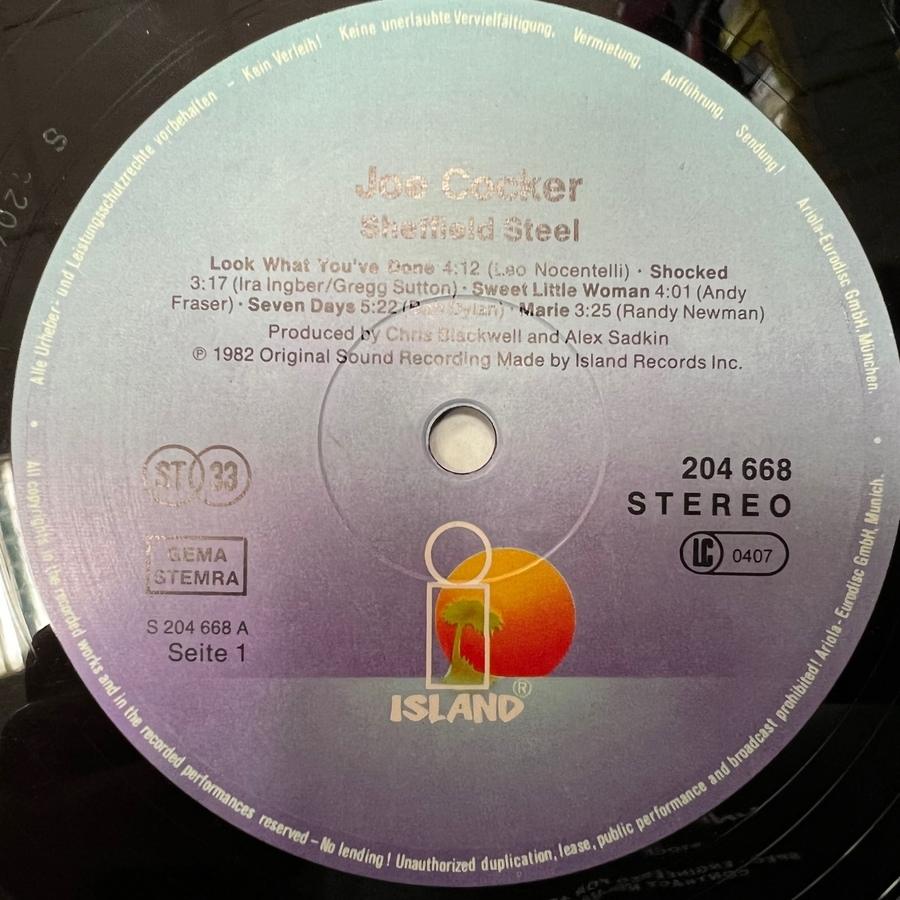 Alle Urheber- und Leistungsschutzrechte vorbehalten – Kein Verleih! Keine unerlaubte Vervielfältigung, Vermietung, Aufführung, Sendung!
Ariola-Eurodisc GmbH, München.
Joe Cocker
Sheffield Steel
Look What You've Done 4:12 (Leo Nocentelli) · Shocked
3:17 (Ira Ingber/Gregg Sutton) · Sweet Little Woman 4:01 (Andy
Fraser) · Seven Days 5:22 (Bob Dylan) · Marie 3:25 (Randy Newman)
Produced by Chris Blackwell and Alex Sadkin
℗ 1982 Original Sound Recording Made by Island Records Inc.
ST 33
204 668
STEREO
GEMA
STEMRA
LC 0407
S 204 668 A
Seite 1
ISLAND®
All copyrights in the recorded works and in the recorded performances reserved – No lending! Unauthorized duplication, lease, public performance and broadcast prohibited! Ariola-Eurodisc GmbH, Munich.